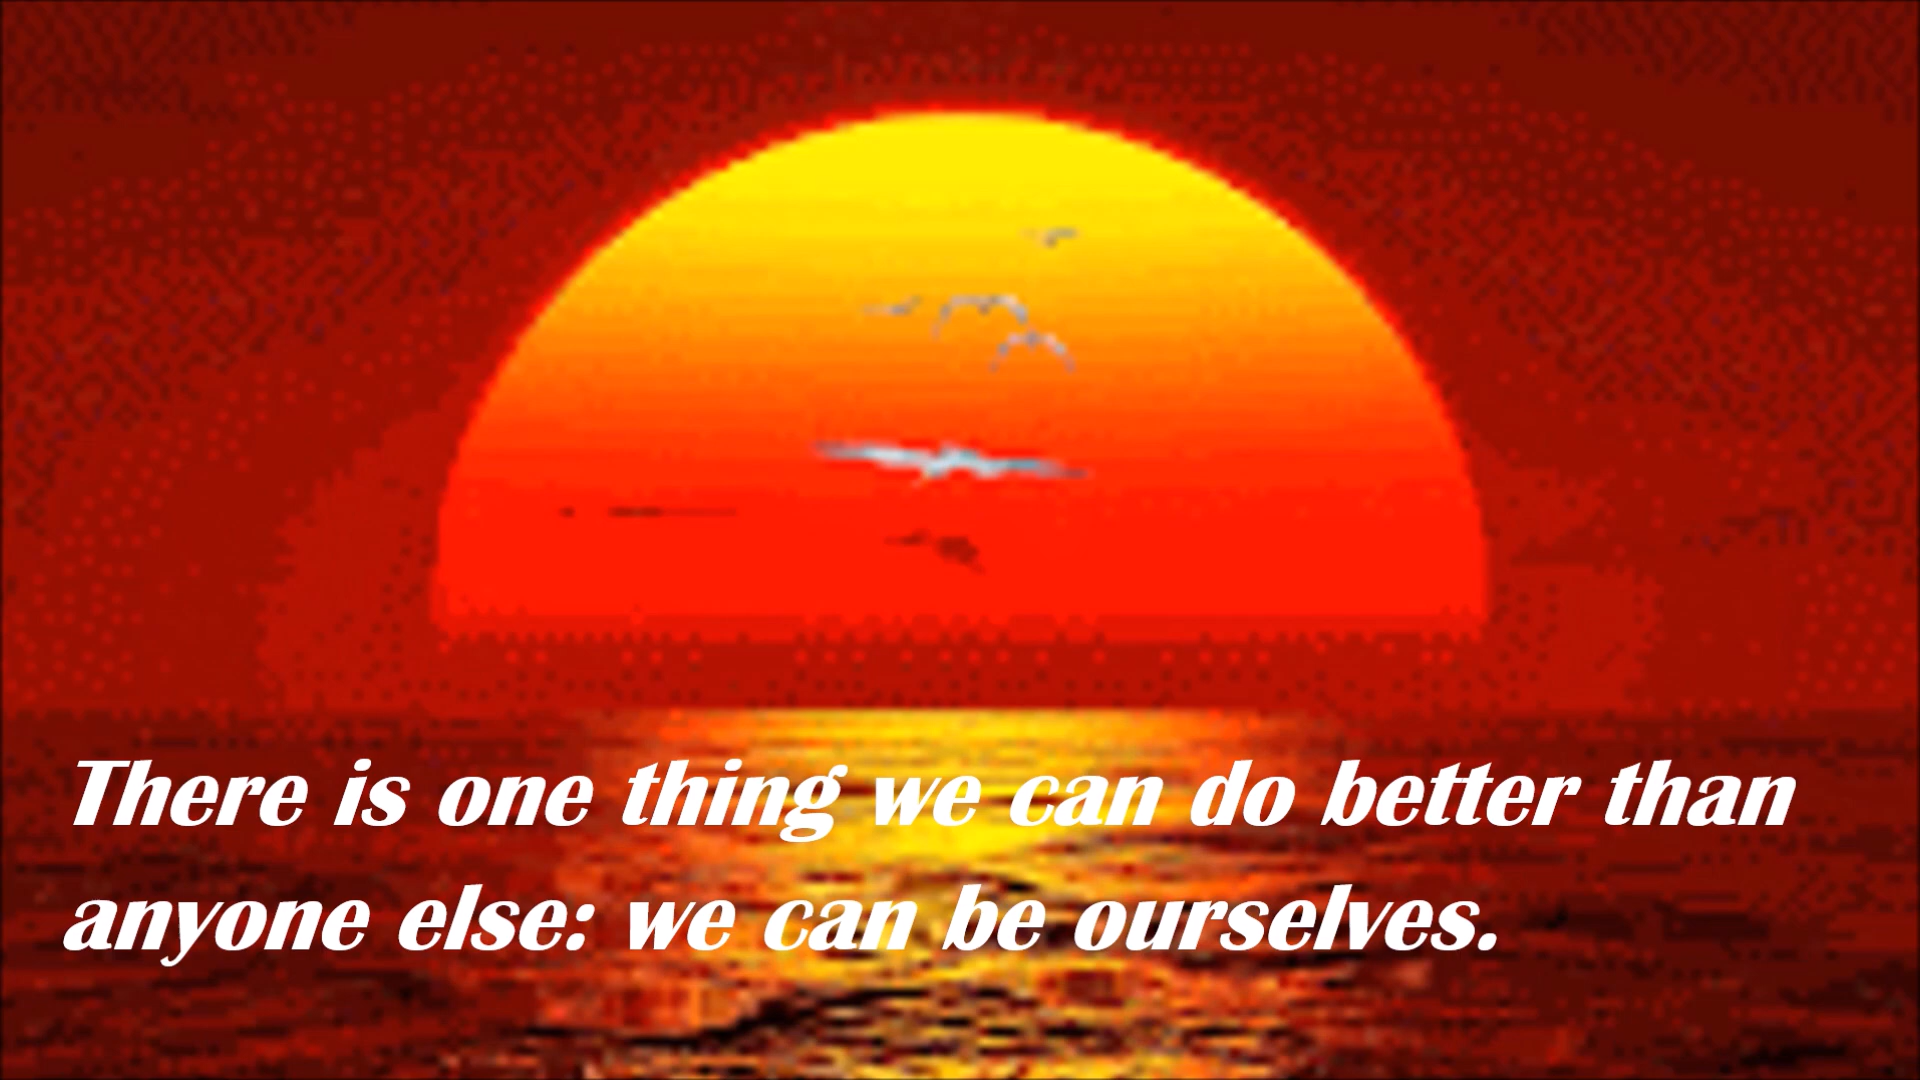 There is one thing we can do better than
anyone else: we can be ourselves.